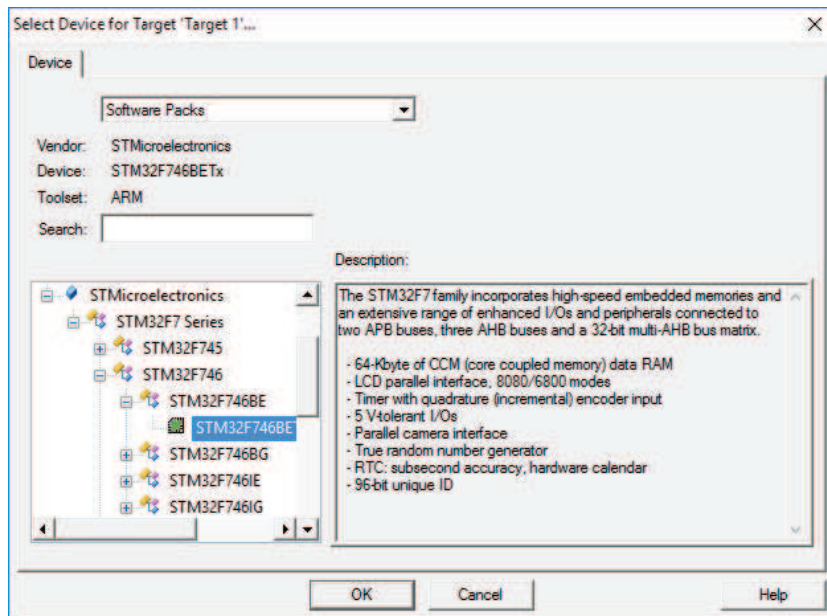 Select Device for Target 'Target 1'...
Device
Software Packs
Vendor: STMicroelectronics
Device: STM32F746BETx
Toolset: ARM
Search:
Description:
STMicroelectronics
STM32F7 Series
STM32F745
STM32F746
STM32F746BE
STM32F746BE
STM32F746BG
STM32F746IE
STM32F746IG
The STM32F7 family incorporates high-speed embedded memories and
an extensive range of enhanced I/Os and peripherals connected to
two APB buses, three AHB buses and a 32-bit multi-AHB bus matrix.
- 64-Kbyte of CCM (core coupled memory) data RAM
- LCD parallel interface, 8080/6800 modes
- Timer with quadrature (incremental) encoder input
- 5 V-tolerant I/Os
- Parallel camera interface
- True random number generator
- RTC: subsecond accuracy, hardware calendar
- 96-bit unique ID
OK
Cancel
Help